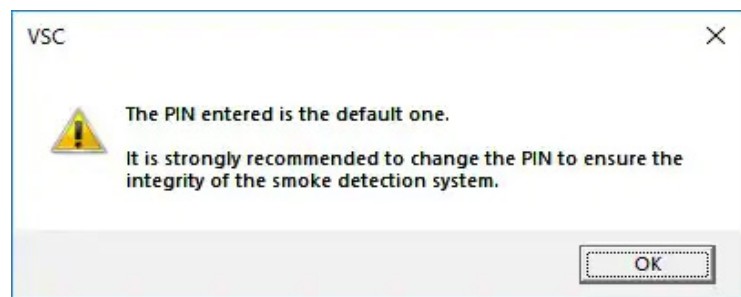 VSC
The PIN entered is the default one.
It is strongly recommended to change the PIN to ensure the
integrity of the smoke detection system.
OK